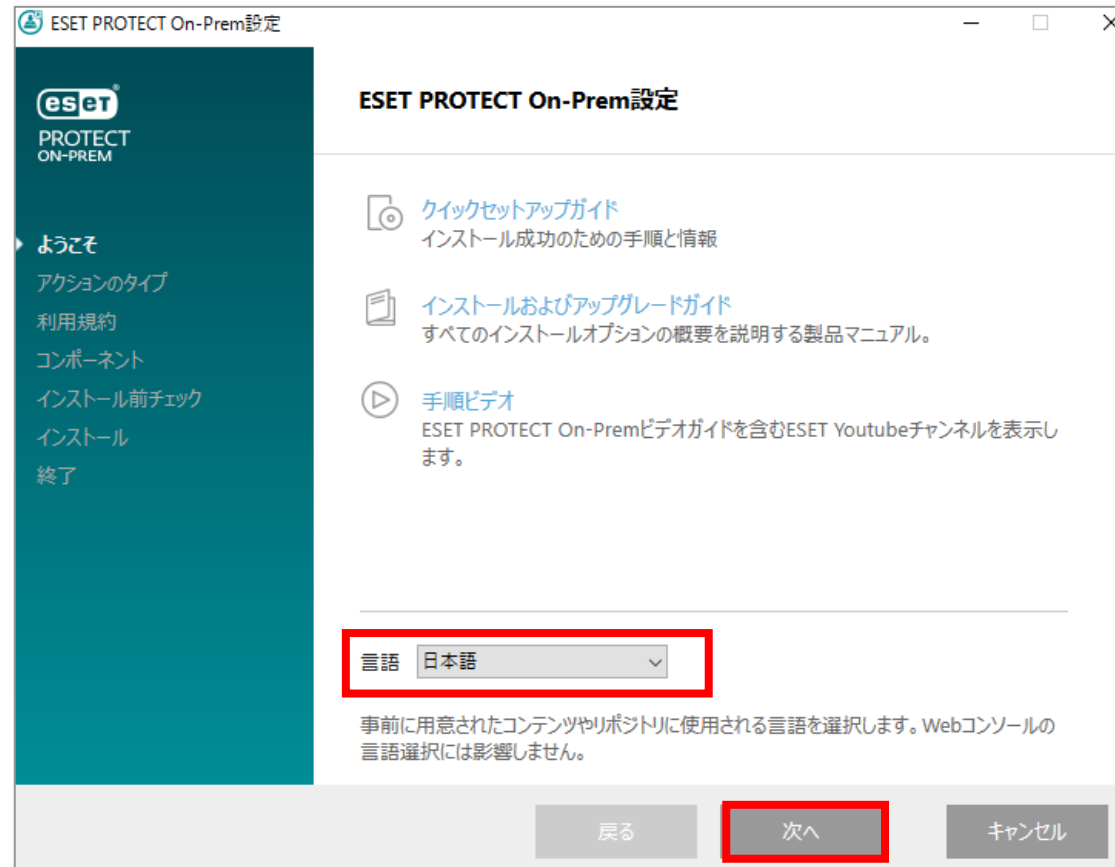 ESET PROTECT On-Prem設定
eseT
PROTECT
ON-PREM
ようこそ
アクションのタイプ
利用規約
コンポーネント
インストール前チェック
インストール
終了
ESET PROTECT On-Prem設定
クイックセットアップガイド
インストール成功のための手順と情報
インストールおよびアップグレードガイド
すべてのインストールオプションの概要を説明する製品マニュアル。
手順ビデオ
ESET PROTECT On-Premビデオガイドを含むESET Youtubeチャンネルを表示し
ます。
言語 日本語
事前に用意されたコンテンツやリポジトリに使用される言語を選択します。Webコンソールの
言語選択には影響しません。
戻る 次へ キャンセル